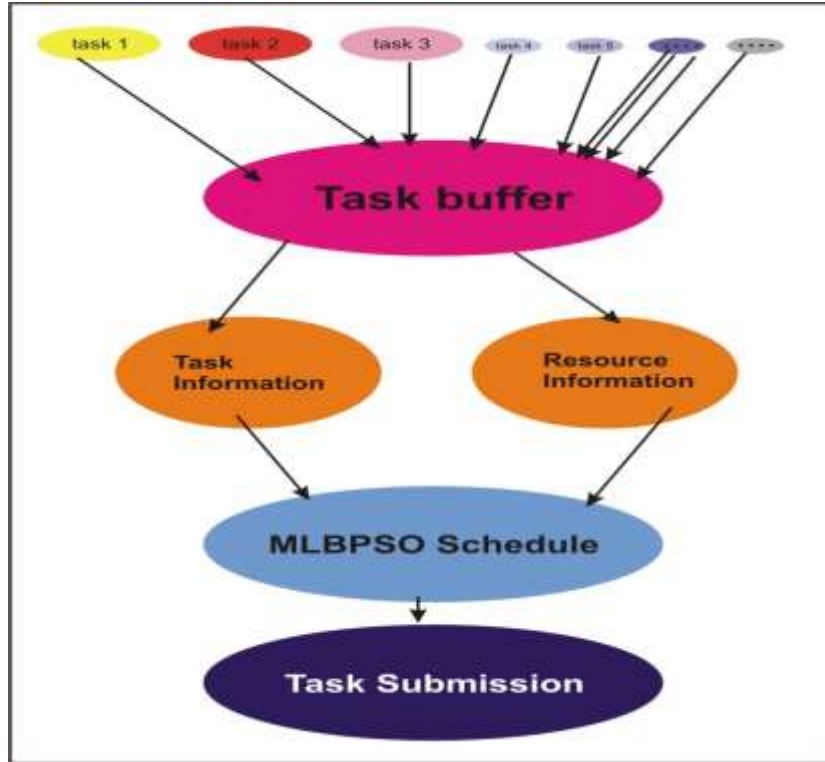 task 1
task 2
task 3
task 4
task 5
Task buffer
Task
Information
Resource
Information
MLBPSO Schedule
Task Submission